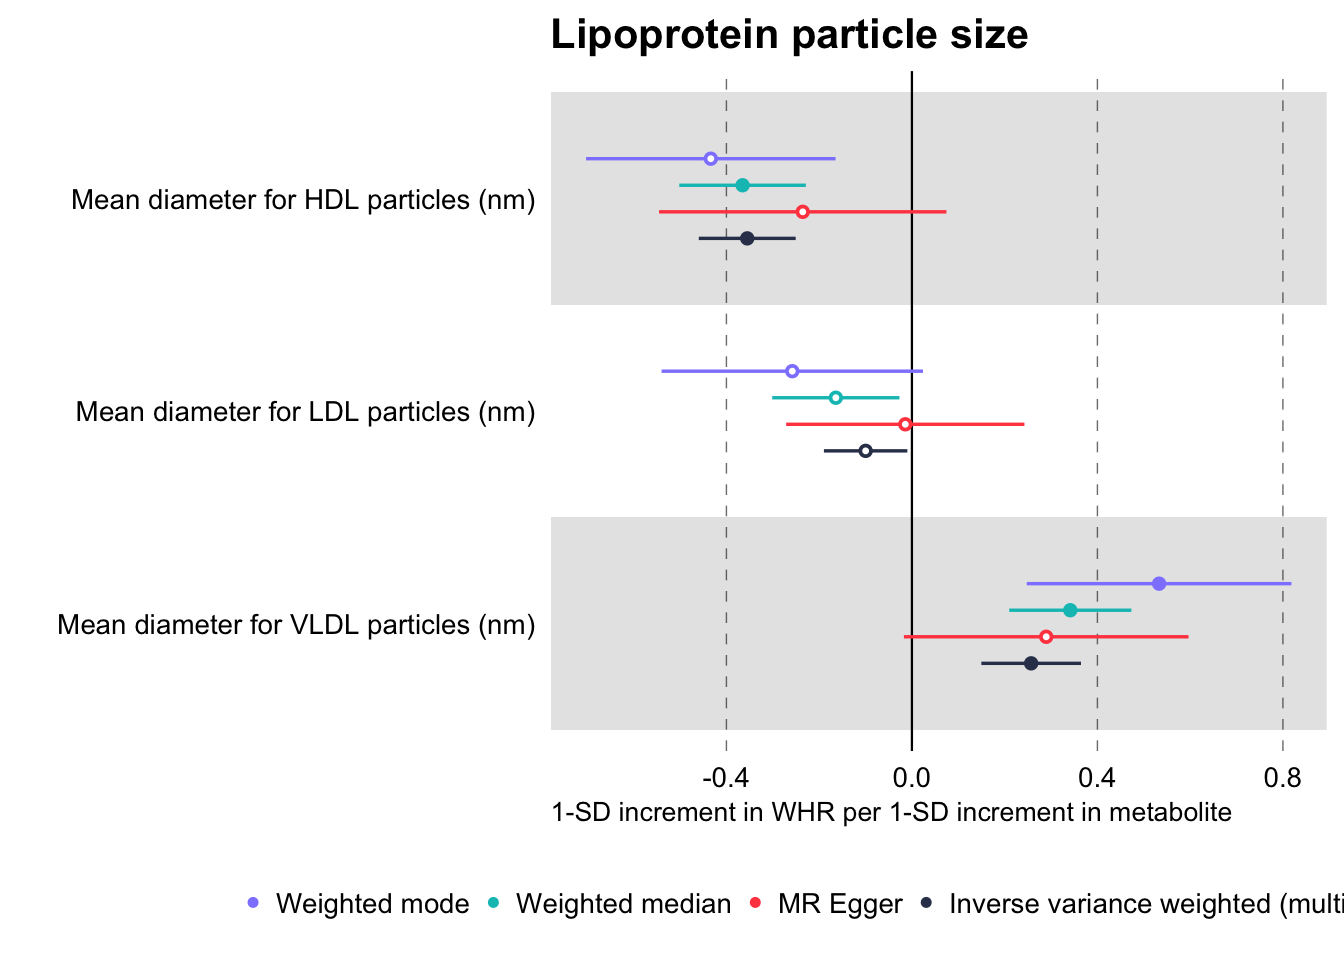 Lipoprotein particle size
Mean diameter for HDL particles (nm)
Mean diameter for LDL particles (nm)
Mean diameter for VLDL particles (nm)
-0.4 0.0 0.4 0.8
1-SD increment in WHR per 1-SD increment in metabolite
Weighted mode Weighted median MR Egger Inverse variance weighted (multi